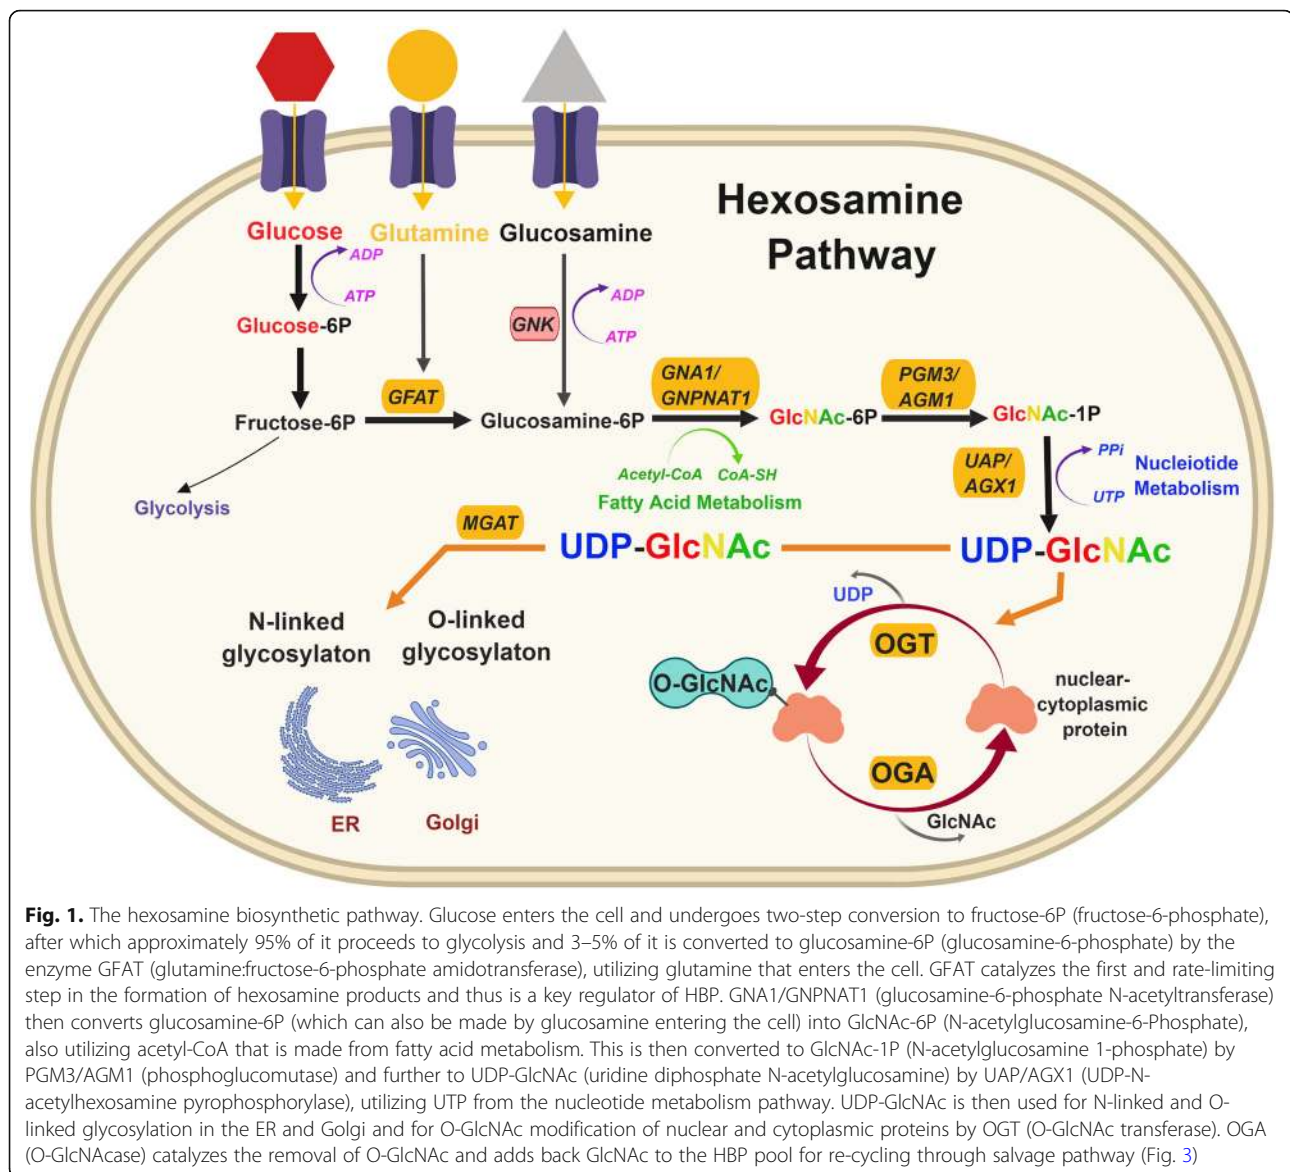 Hexosamine
Pathway
Glucose
Glutamine
Glucosamine
ADP
ATP
GNK
ADP
ATP
Glucose-6P
GFAT
GNA1/
GNPNAT1
PGM3/
AGM1
Fructose-6P
Glucosamine-6P
GlcNAc-6P
GlcNAc-1P
Acetyl-CoA
CoA-SH
Fatty Acid Metabolism
UAP/
AGX1
PPi
UTP
Nucleiotide
Metabolism
Glycolysis
MGAT
UDP-GlcNAc
UDP-GlcNAc
N-linked
glycosylaton
O-linked
glycosylaton
UDP
OGT
O-GlcNAc
nuclear-
cytoplasmic
protein
OGA
GlcNAc
ER
Golgi
Fig. 1. The hexosamine biosynthetic pathway. Glucose enters the cell and undergoes two-step conversion to fructose-6P (fructose-6-phosphate),
after which approximately 95% of it proceeds to glycolysis and 3–5% of it is converted to glucosamine-6P (glucosamine-6-phosphate) by the
enzyme GFAT (glutamine:fructose-6-phosphate amidotransferase), utilizing glutamine that enters the cell. GFAT catalyzes the first and rate-limiting
step in the formation of hexosamine products and thus is a key regulator of HBP. GNA1/GNPNAT1 (glucosamine-6-phosphate N-acetyltransferase)
then converts glucosamine-6P (which can also be made by glucosamine entering the cell) into GlcNAc-6P (N-acetylglucosamine-6-Phosphate),
also utilizing acetyl-CoA that is made from fatty acid metabolism. This is then converted to GlcNAc-1P (N-acetylglucosamine 1-phosphate) by
PGM3/AGM1 (phosphoglucomutase) and further to UDP-GlcNAc (uridine diphosphate N-acetylglucosamine) by UAP/AGX1 (UDP-N-
acetylhexosamine pyrophosphorylase), utilizing UTP from the nucleotide metabolism pathway. UDP-GlcNAc is then used for N-linked and O-
linked glycosylation in the ER and Golgi and for O-GlcNAc modification of nuclear and cytoplasmic proteins by OGT (O-GlcNAc transferase). OGA
(O-GlcNAcase) catalyzes the removal of O-GlcNAc and adds back GlcNAc to the HBP pool for re-cycling through salvage pathway (Fig. 3)